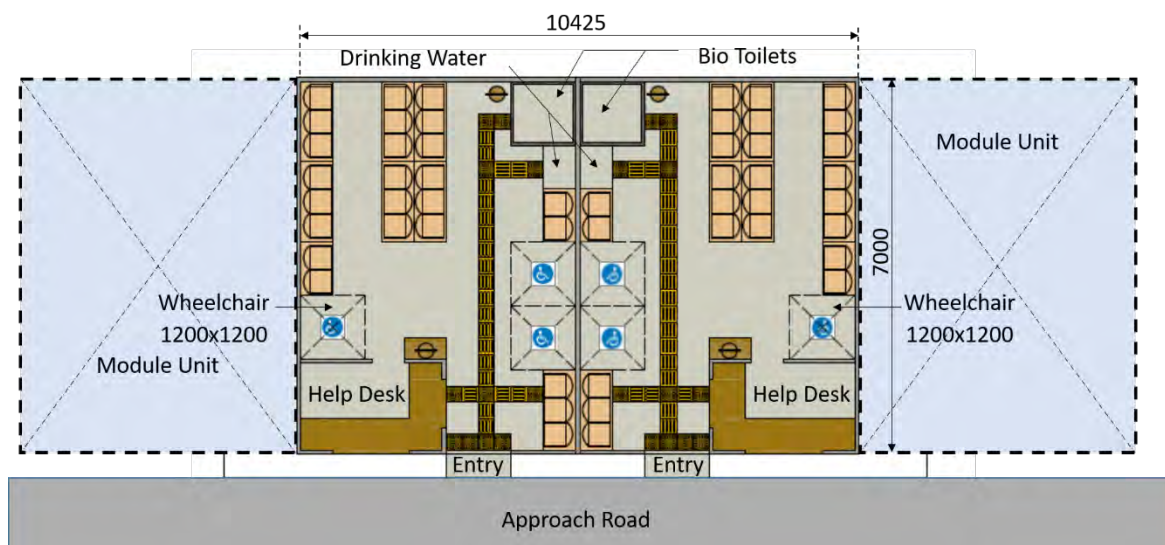 10425
Drinking Water
Bio Toilets
Module Unit
7000
Wheelchair
1200x1200
Wheelchair
1200x1200
Module Unit
Help Desk
Help Desk
Entry
Entry
Approach Road